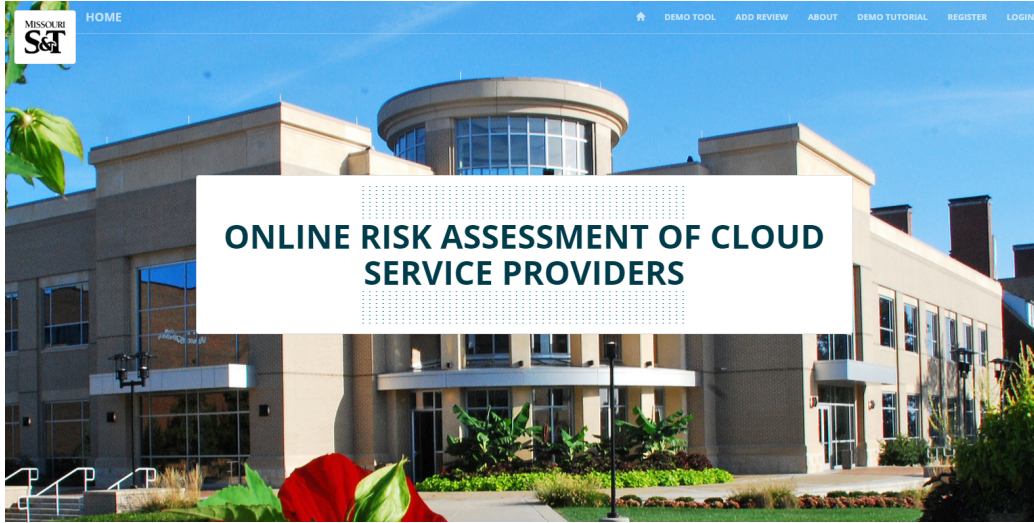 MISSOURI
S&T
HOME
DEMO TOOL ADD REVIEW ABOUT DEMO TUTORIAL REGISTER LOGIN
ONLINE RISK ASSESSMENT OF CLOUD
SERVICE PROVIDERS